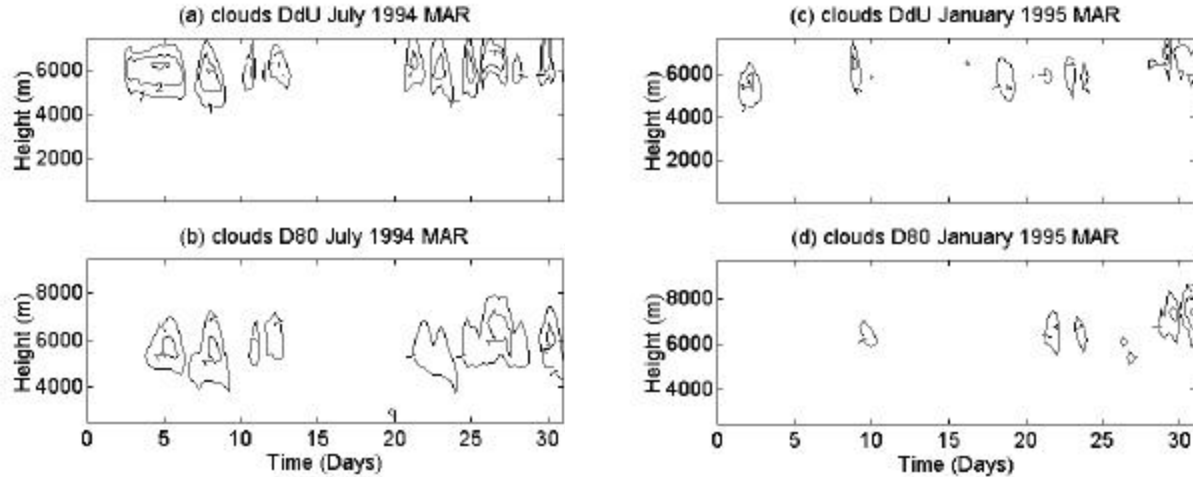 (a) clouds DdU July 1994 MAR
Height (m)
6000
4000
2000
(b) clouds D80 July 1994 MAR
Height (m)
8000
6000
4000
0 5 10 15 20 25 30
Time (Days)
(c) clouds DdU January 1995 MAR
Height (m)
6000
4000
2000
(d) clouds D80 January 1995 MAR
Height (m)
8000
6000
4000
0 5 10 15 20 25 30
Time (Days)